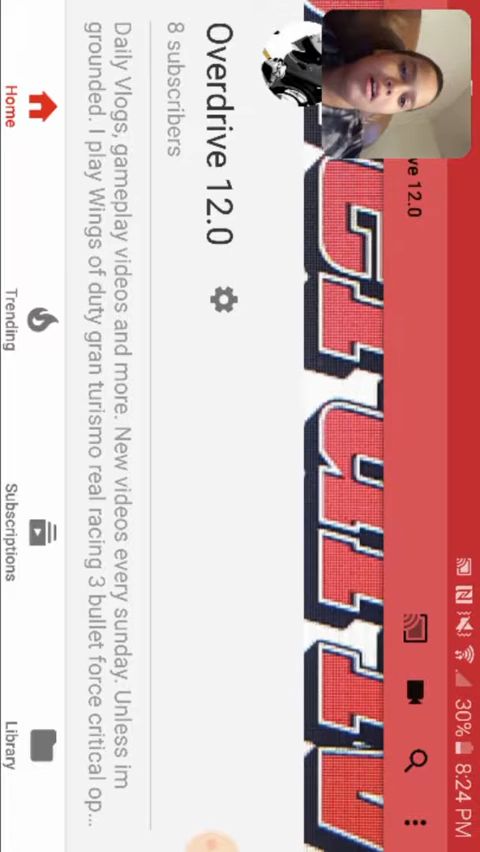 30% 8:24 PM
ve 12.0
Overdrive 12.0
8 subscribers
Daily Vlogs, gameplay videos and more. New videos every sunday. Unless im
grounded. I play Wings of duty gran turismo real racing 3 bullet force critical op...
Home Trending Subscriptions Library